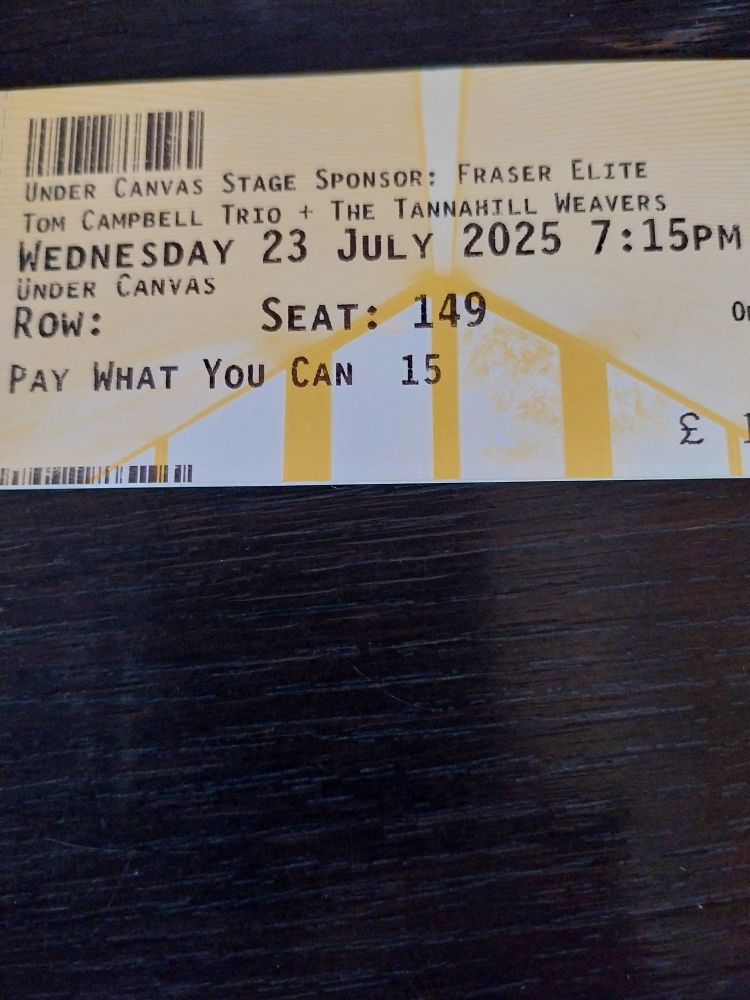 Under Canvas Stage Sponsor: Fraser Elite
Tom Campbell Trio + The Tannahill Weavers
Wednesday 23 July 2025 7:15pm
Under Canvas
Row: Seat: 149
Pay What You Can 15
£